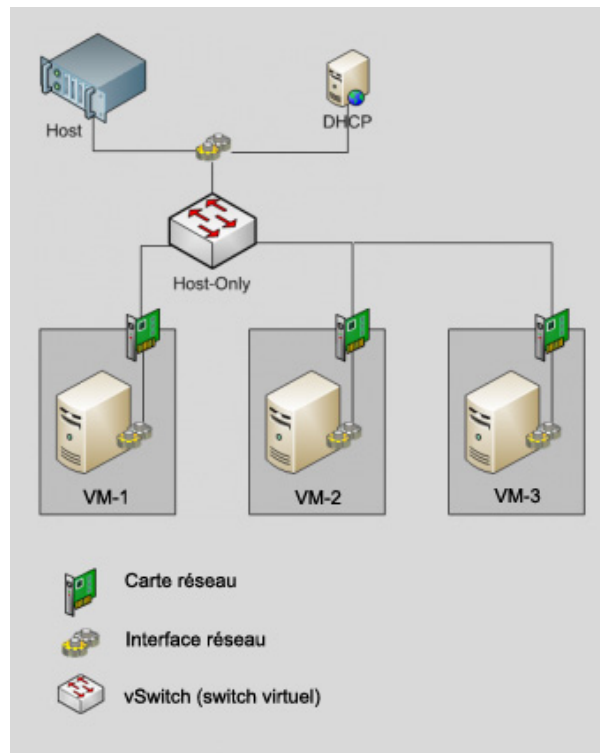 Host
DHCP
Host-Only
VM-1
VM-2
VM-3
Carte réseau
Interface réseau
vSwitch (switch virtuel)